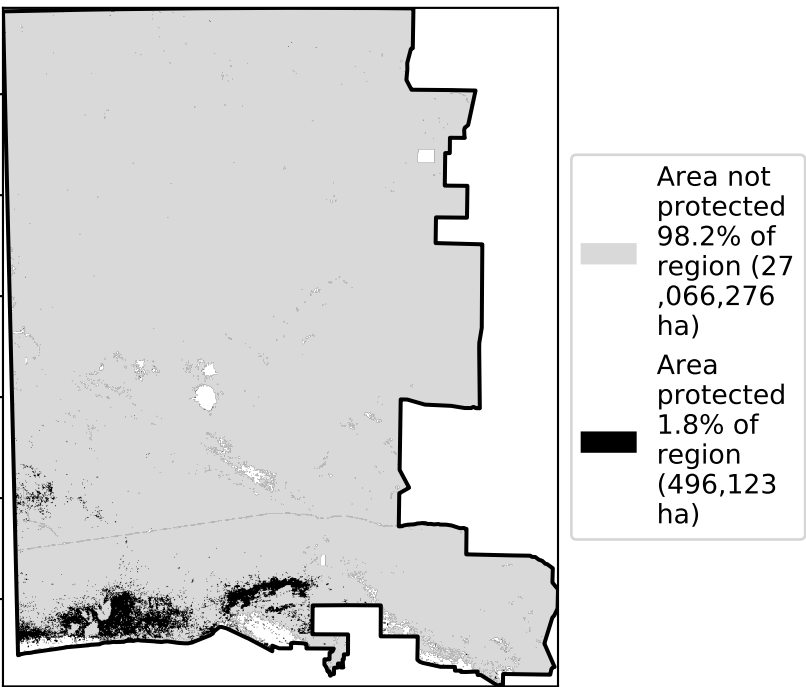 Area not
protected
98.2% of
region (27
,066,276
ha)
Area
protected
1.8% of
region
(496,123
ha)